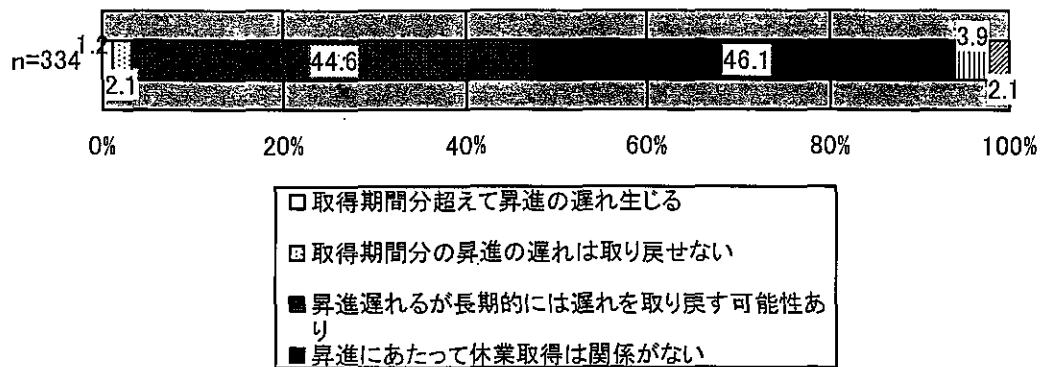 1.2
3.9
n=334
44.6
46.1
2.1
2.1
0%
20%
40%
60%
80%
100%
取得期間分超えて昇進の遅れ生じる
取得期間分の昇進の遅れは取り戻せない
昇進遅れるが長期的には遅れを取り戻す可能性あ
り
昇進にあたって休業取得は関係がない